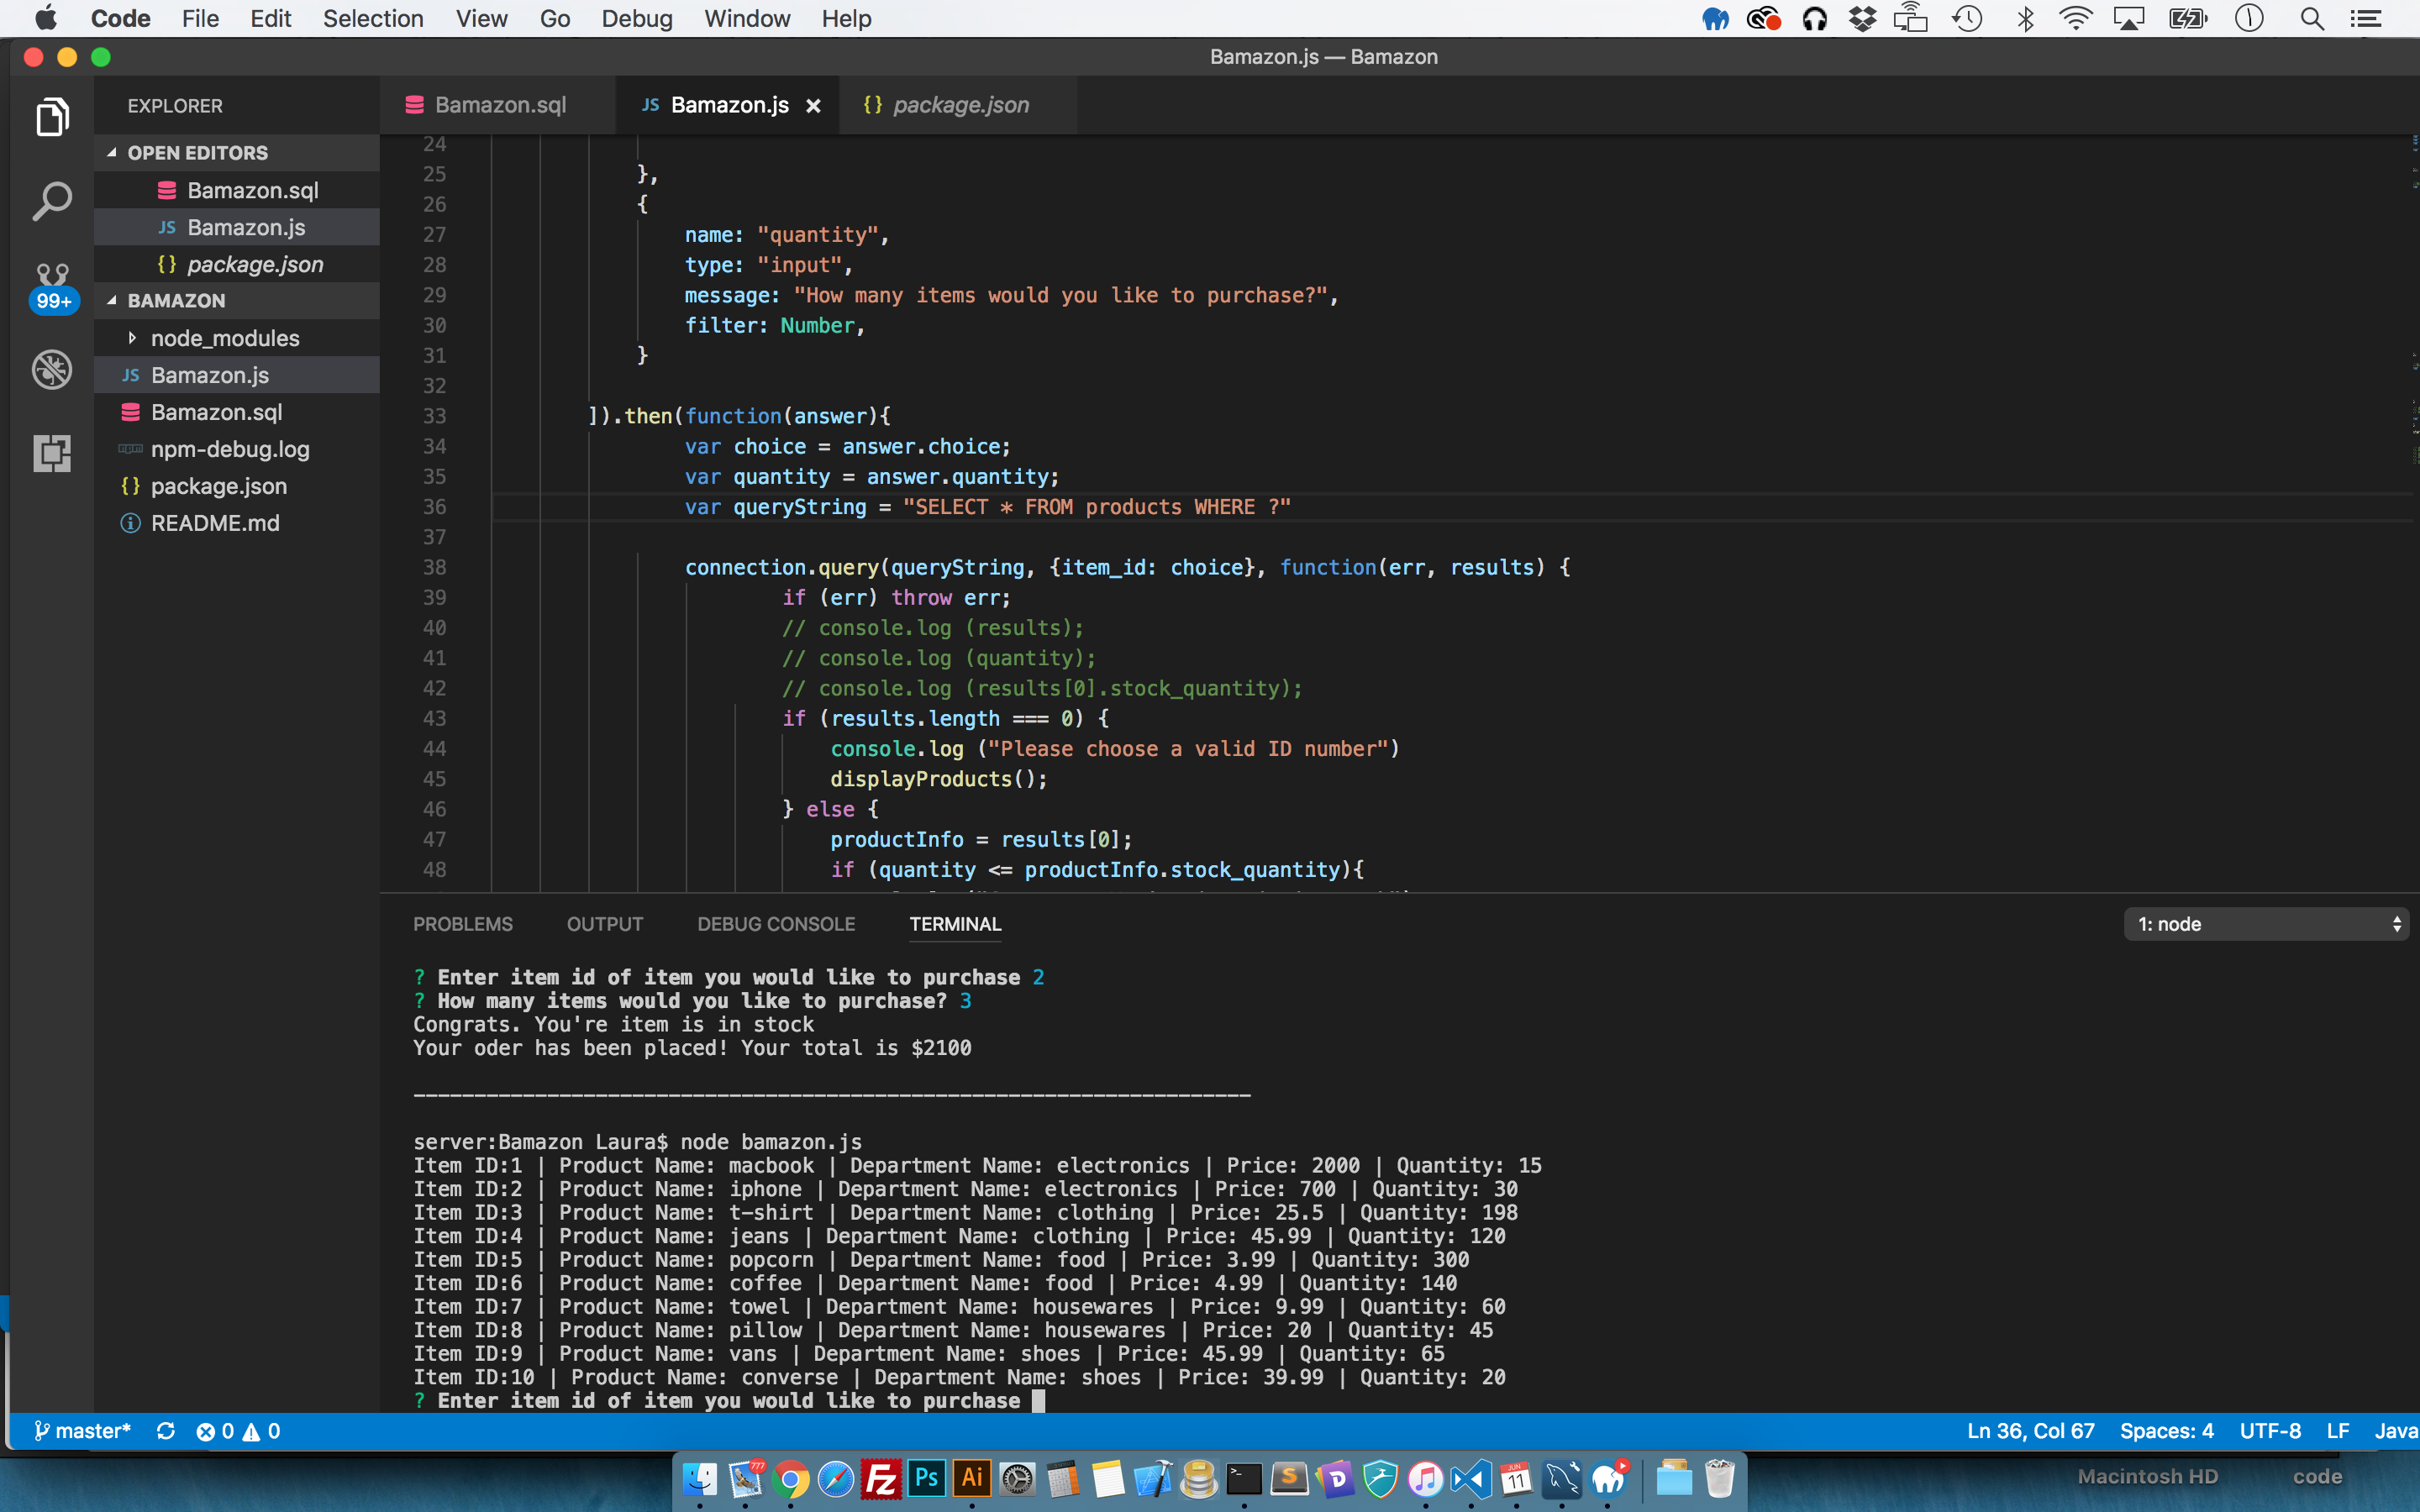 Code File Edit Selection View Go Debug Window Help
Bamazon.js — Bamazon
EXPLORER
OPEN EDITORS
Bamazon.sql
JS Bamazon.js
{} package.json
99+
BAMAZON
node_modules
JS Bamazon.js
Bamazon.sql
npm-debug.log
{} package.json
README.md
Bamazon.sql JS Bamazon.js × {} package.json
24
25 },
26 {
27 name: "quantity",
28 type: "input",
29 message: "How many items would you like to purchase?",
30 filter: Number,
31 }
32
33 ]).then(function(answer){
34 var choice = answer.choice;
35 var quantity = answer.quantity;
36 var queryString = "SELECT * FROM products WHERE ?"
37
38 connection.query(queryString, {item_id: choice}, function(err, results) {
39 if (err) throw err;
40 // console.log (results);
41 // console.log (quantity);
42 // console.log (results[0].stock_quantity);
43 if (results.length === 0) {
44 console.log ("Please choose a valid ID number")
45 displayProducts();
46 } else {
47 productInfo = results[0];
48 if (quantity <= productInfo.stock_quantity){
PROBLEMS OUTPUT DEBUG CONSOLE TERMINAL 1: node
? Enter item id of item you would like to purchase 2
? How many items would you like to purchase? 3
Congrats. You're item is in stock
Your oder has been placed! Your total is $2100
---------------------------------------------------------------------
server:Bamazon Laura$ node bamazon.js
Item ID:1 | Product Name: macbook | Department Name: electronics | Price: 2000 | Quantity: 15
Item ID:2 | Product Name: iphone | Department Name: electronics | Price: 700 | Quantity: 30
Item ID:3 | Product Name: t-shirt | Department Name: clothing | Price: 25.5 | Quantity: 198
Item ID:4 | Product Name: jeans | Department Name: clothing | Price: 45.99 | Quantity: 120
Item ID:5 | Product Name: popcorn | Department Name: food | Price: 3.99 | Quantity: 300
Item ID:6 | Product Name: coffee | Department Name: food | Price: 4.99 | Quantity: 140
Item ID:7 | Product Name: towel | Department Name: housewares | Price: 9.99 | Quantity: 60
Item ID:8 | Product Name: pillow | Department Name: housewares | Price: 20 | Quantity: 45
Item ID:9 | Product Name: vans | Department Name: shoes | Price: 45.99 | Quantity: 65
Item ID:10 | Product Name: converse | Department Name: shoes | Price: 39.99 | Quantity: 20
? Enter item id of item you would like to purchase
master* 0 0 Ln 36, Col 67 Spaces: 4 UTF-8 LF Java
777 Fz Ps Ai >_ S D JUN 11
Macintosh HD code